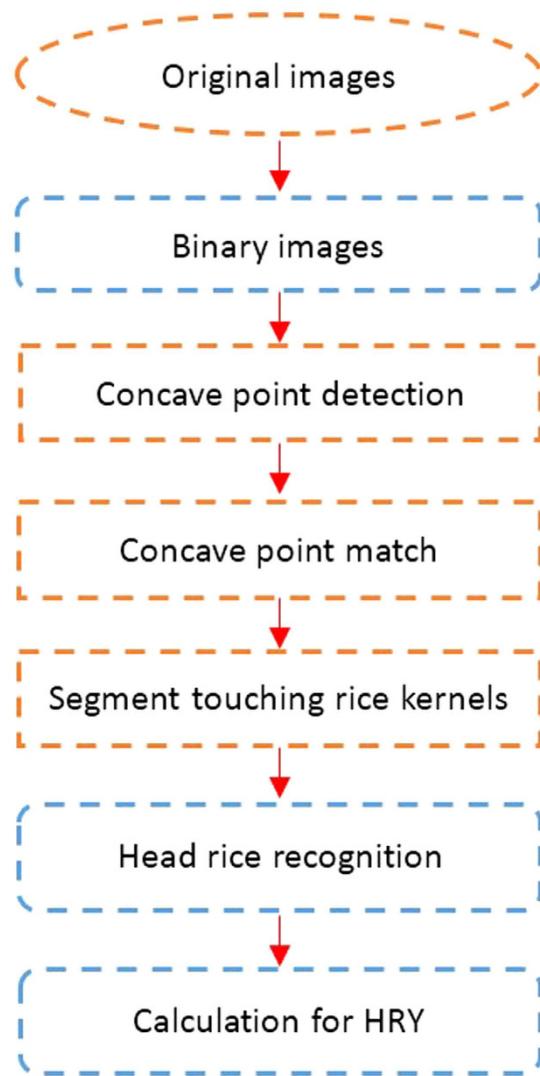 Original images
Binary images
Concave point detection
Concave point match
Segment touching rice kernels
Head rice recognition
Calculation for HRY